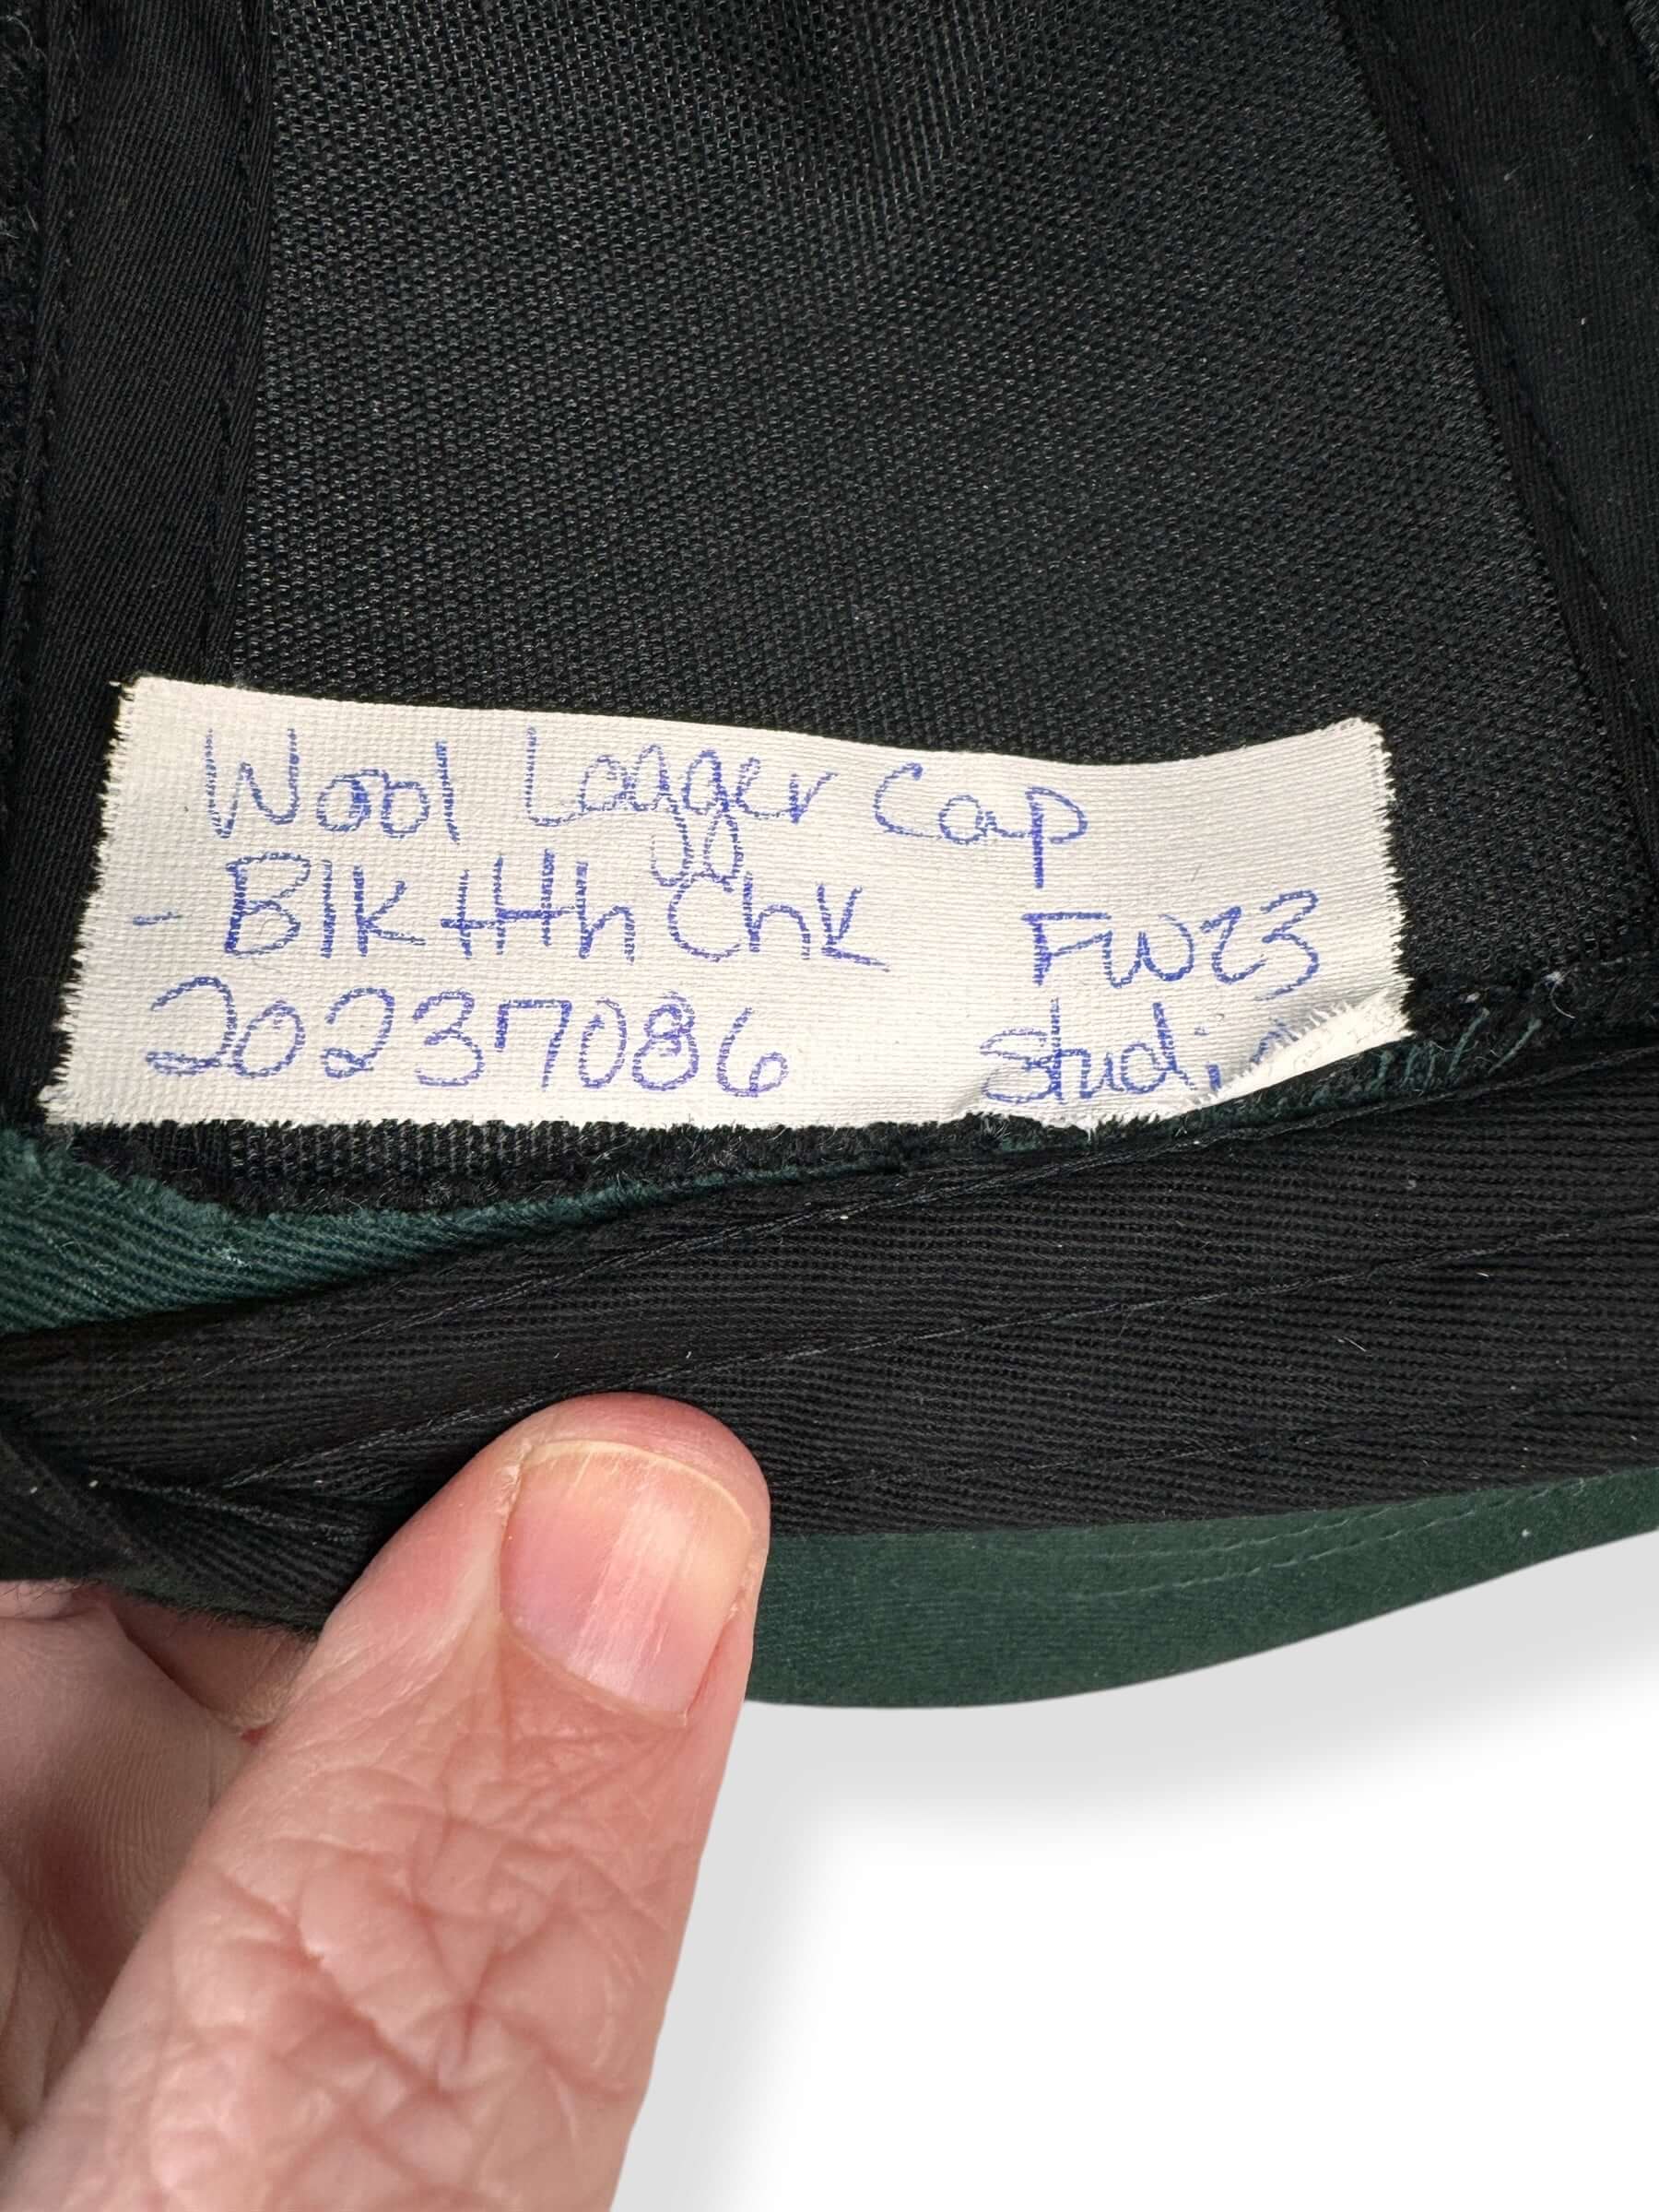 Wool Logger Cap
- Blk Hth Chk FW23
20237086 Studio